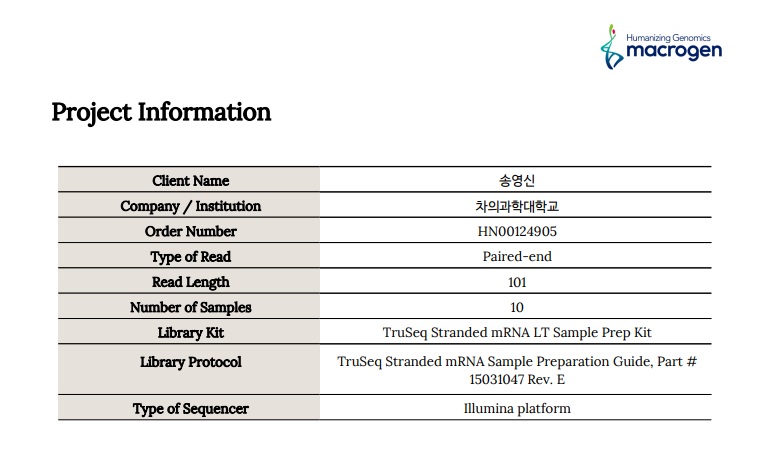 Humanizing Genomics
macrogen
Project Information
Client Name 송영신
Company / Institution 차의과학대학교
Order Number HN00124905
Type of Read Paired-end
Read Length 101
Number of Samples 10
Library Kit TruSeq Stranded mRNA LT Sample Prep Kit
Library Protocol TruSeq Stranded mRNA Sample Preparation Guide, Part #
15031047 Rev. E
Type of Sequencer Illumina platform